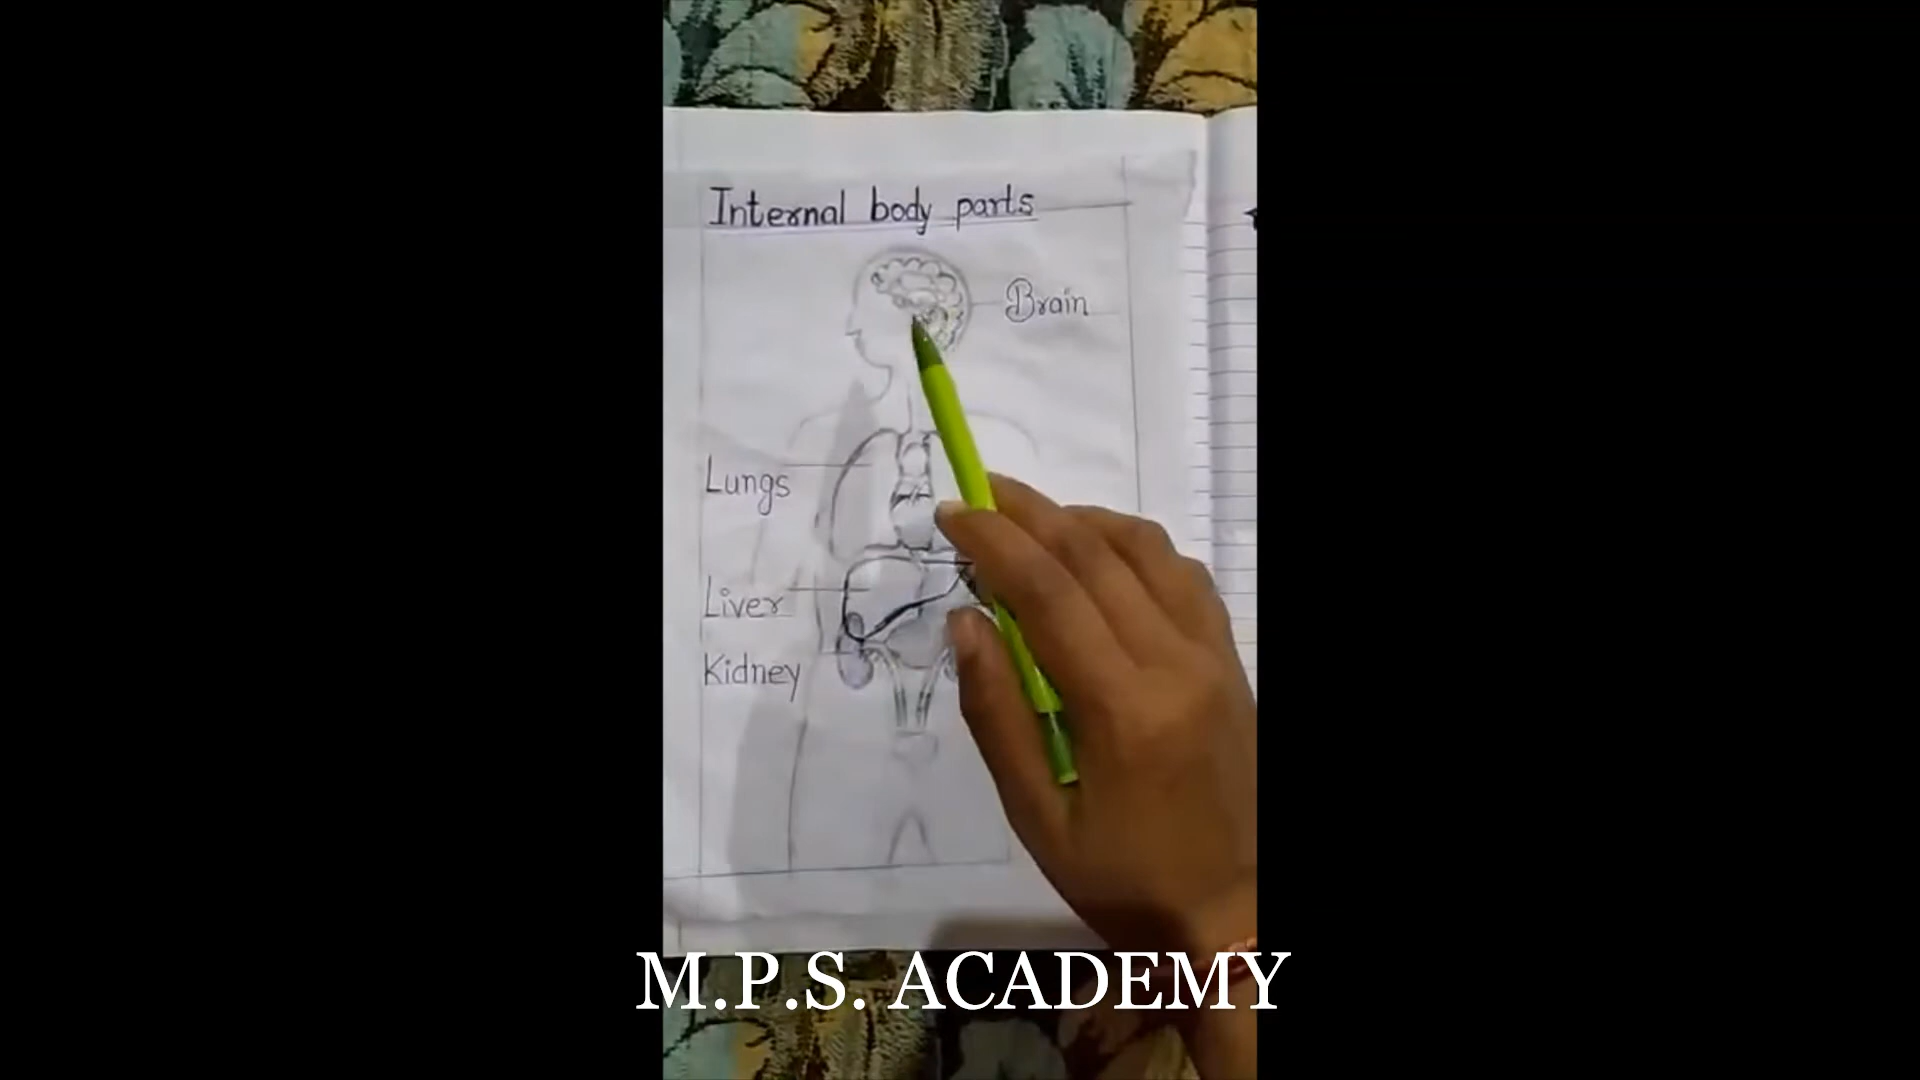 Internal body parts
Brain
Lungs
Liver
Kidney
M.P.S. ACADEMY